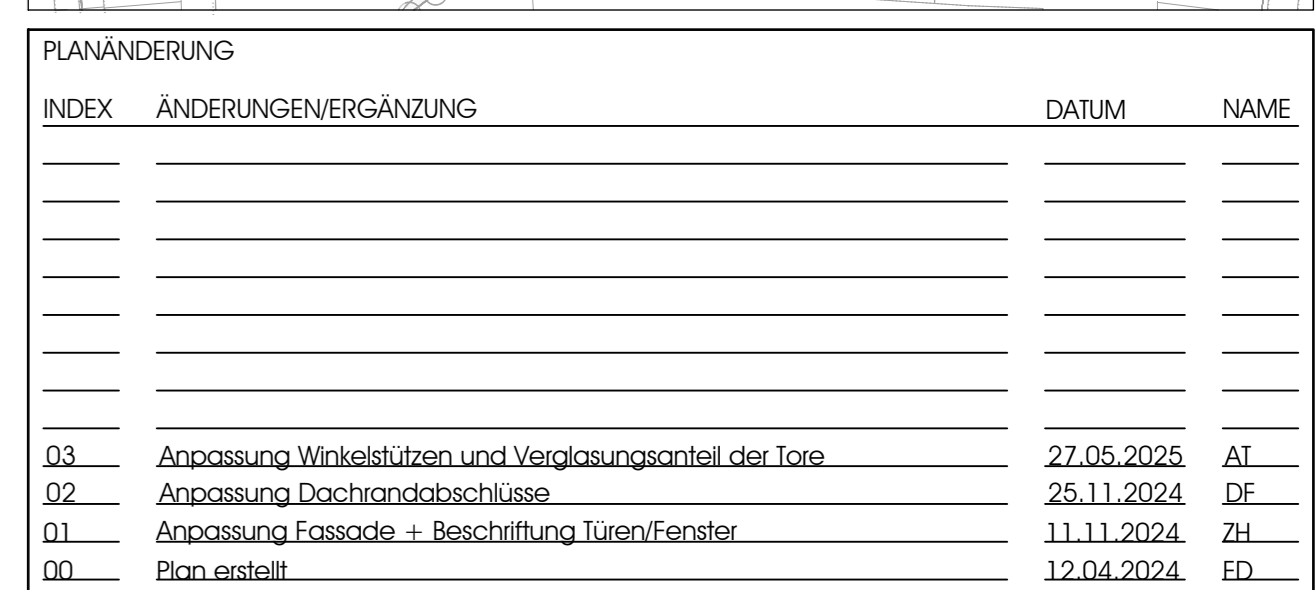 PLANÄNDERUNG
INDEX ÄNDERUNGEN/ERGÄNZUNG DATUM NAME
03 Anpassung Winkelstützen und Verglasungsanteil der Tore 27.05.2025 AT
02 Anpassung Dachrandabschlüsse 25.11.2024 DF
01 Anpassung Fassade + Beschriftung Türen/Fenster 11.11.2024 ZH
00 Plan erstellt 12.04.2024 FD